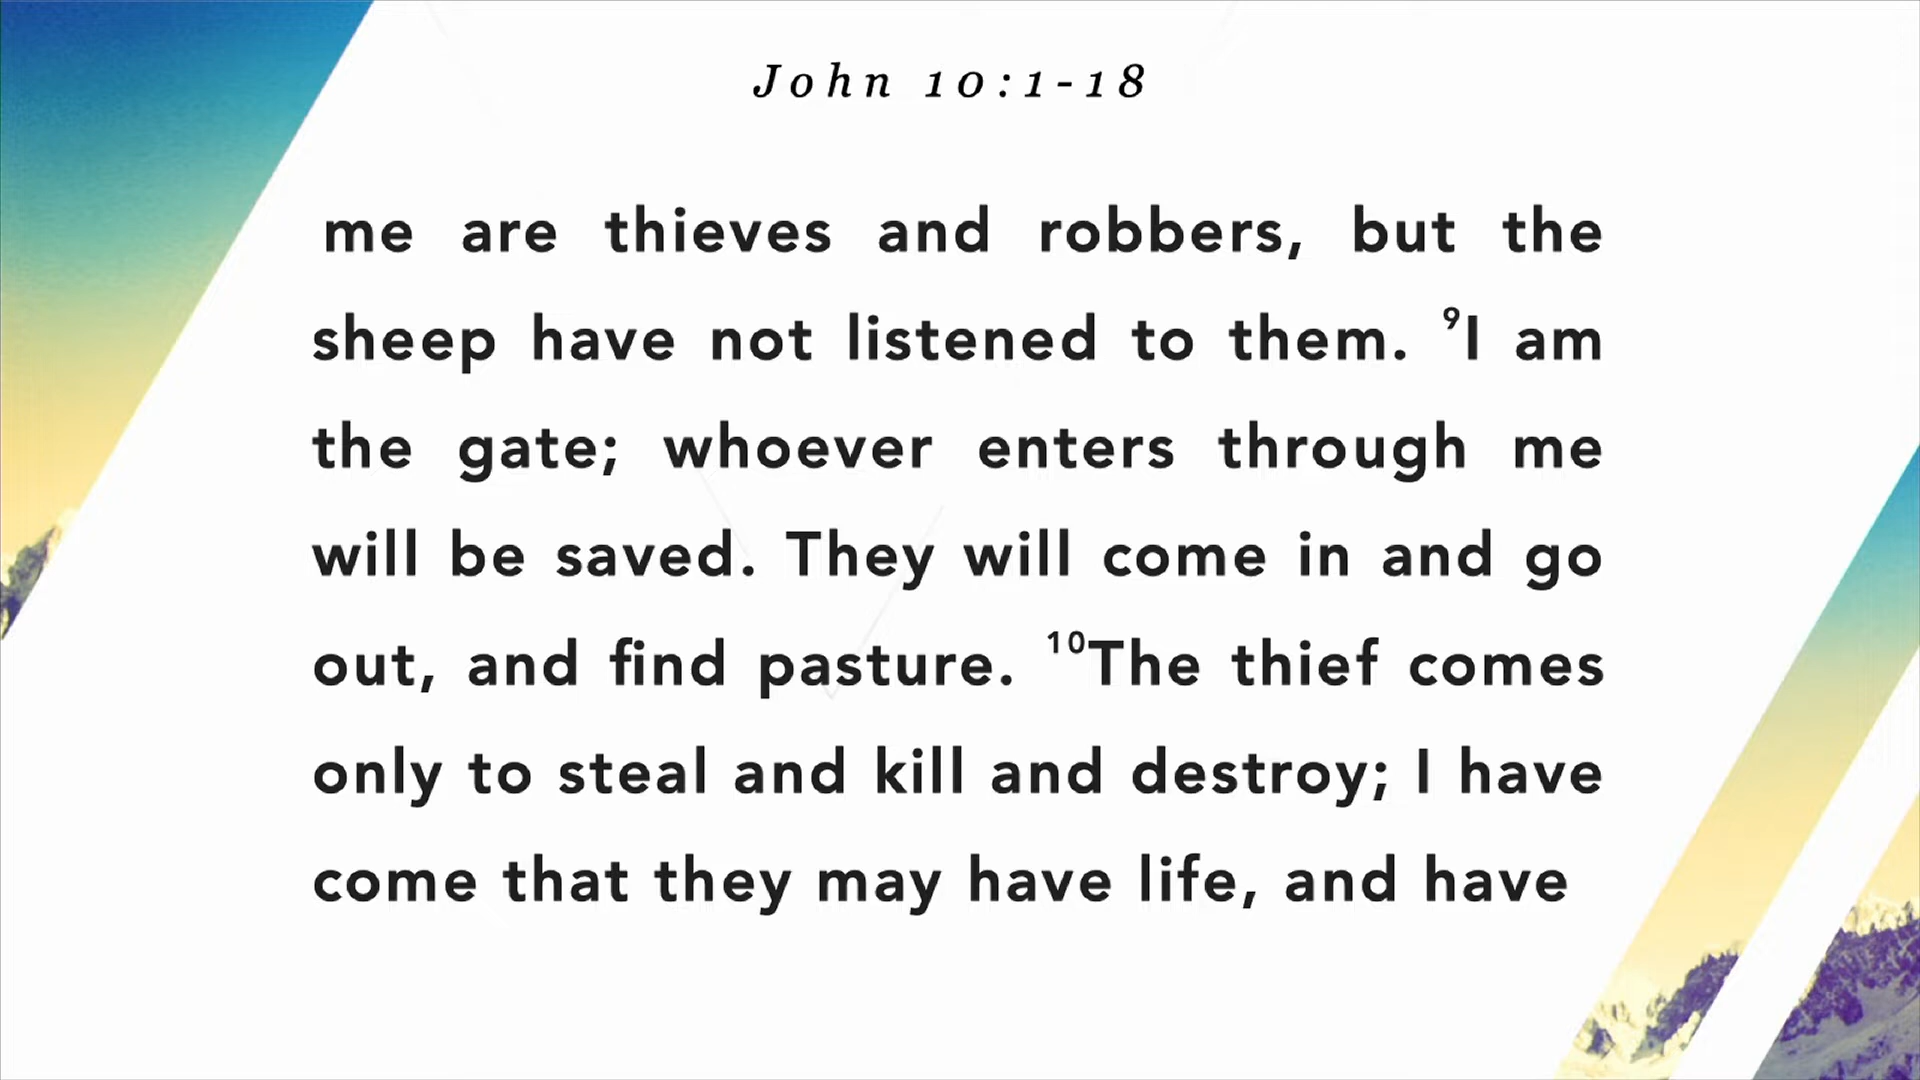 John 10:1-18
me are thieves and robbers, but the
sheep have not listened to them. ⁹I am
the gate; whoever enters through me
will be saved. They will come in and go
out, and find pasture. ¹⁰The thief comes
only to steal and kill and destroy; I have
come that they may have life, and have